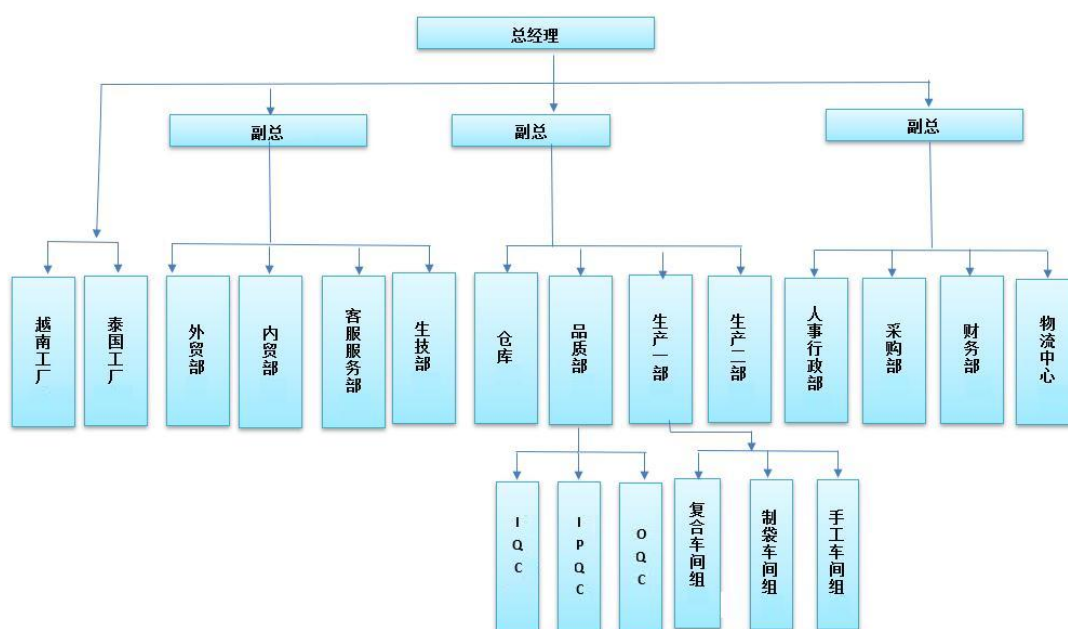 总经理
副总
副总
副总
越南工厂
泰国工厂
外贸部
内贸部
客服服务部
生技部
仓库
品质部
生产一部
生产二部
人事行政部
采购部
财务部
物流中心
IQC
IPQC
OQC
复合车间组
制袋车间组
手工车间组